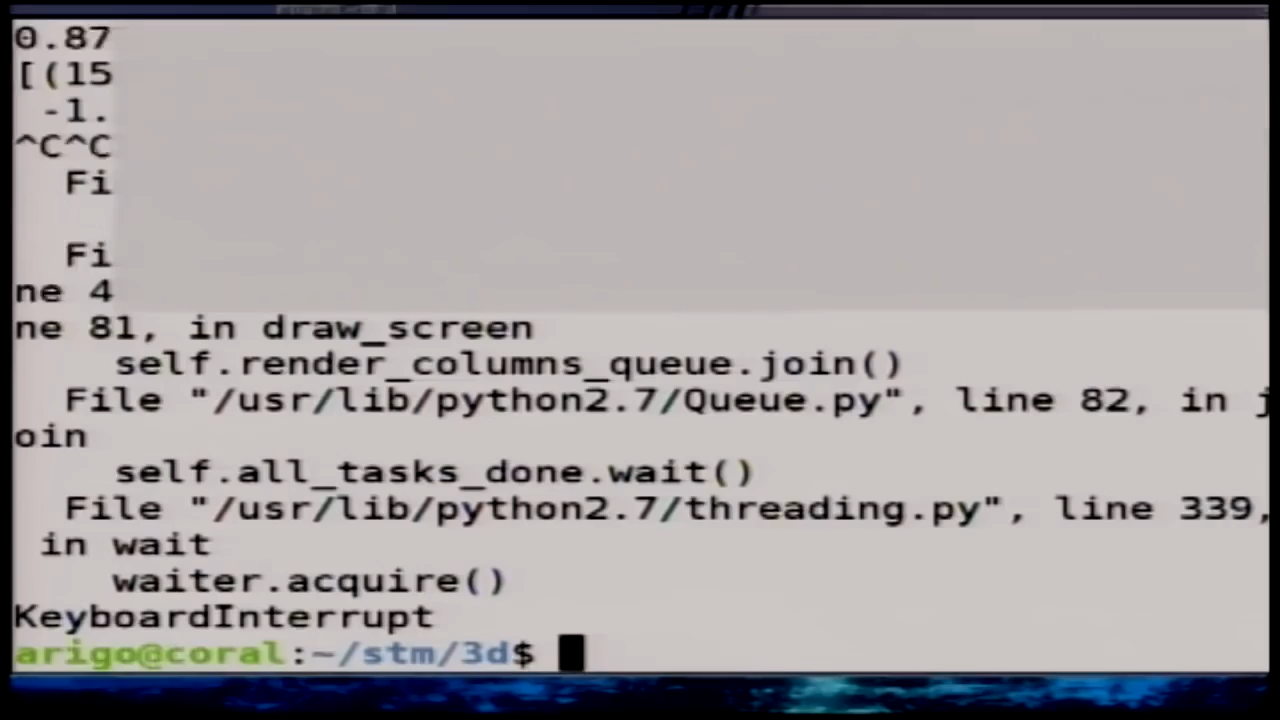 0.87
[(15
-1.
^C^C
Fi
Fi
ne 4
ne 81, in draw_screen
self.render_columns_queue.join()
File "/usr/lib/python2.7/Queue.py", line 82, in j
oin
self.all_tasks_done.wait()
File "/usr/lib/python2.7/threading.py", line 339,
in wait
waiter.acquire()
KeyboardInterrupt
arigo@coral:~/stm/3d$